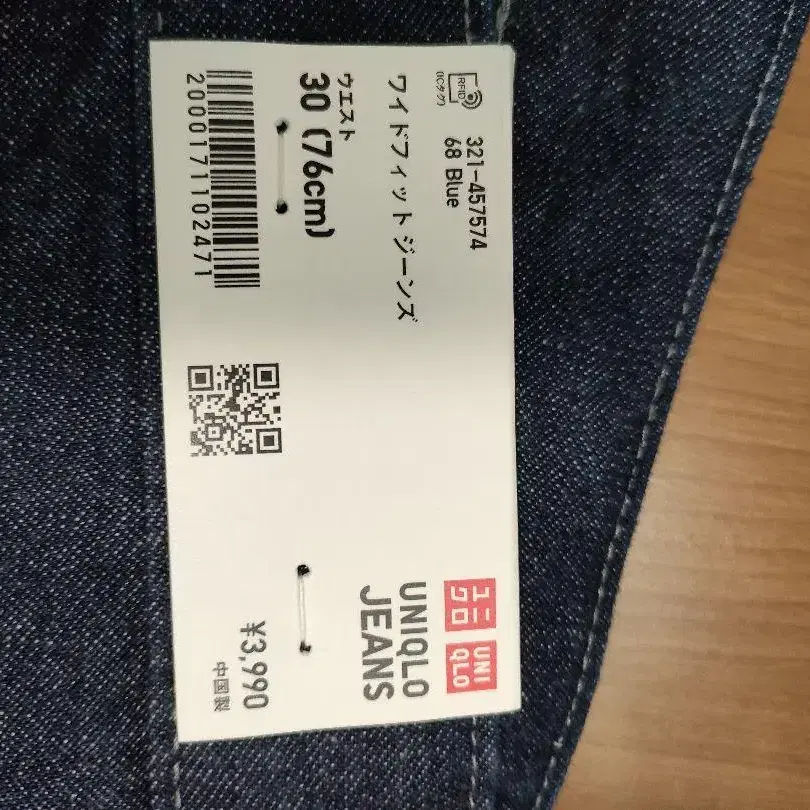 RFID
(ICタグ)
321-457574
68 Blue
ワイドフィットジーンズ
ウエスト
30 (76cm)
2000171102471
ユニ
クロ
UNI
QLO
UNIQLO
JEANS
¥3,990
中国製